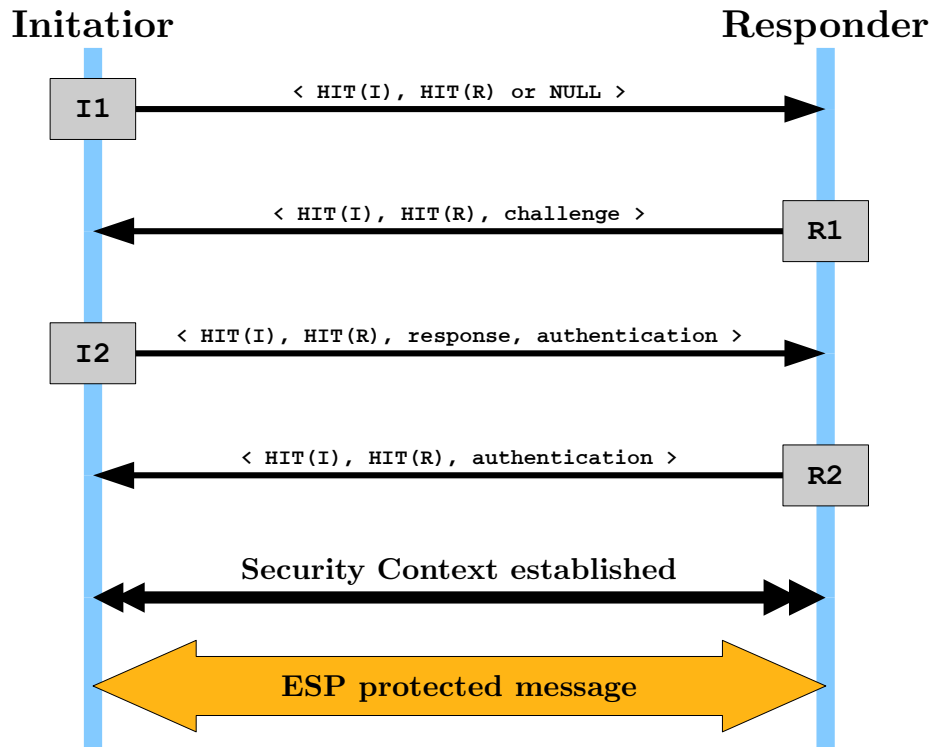 Initatior
Responder
I1
< HIT(I), HIT(R) or NULL >
< HIT(I), HIT(R), challenge >
R1
I2
< HIT(I), HIT(R), response, authentication >
< HIT(I), HIT(R), authentication >
R2
Security Context established
ESP protected message